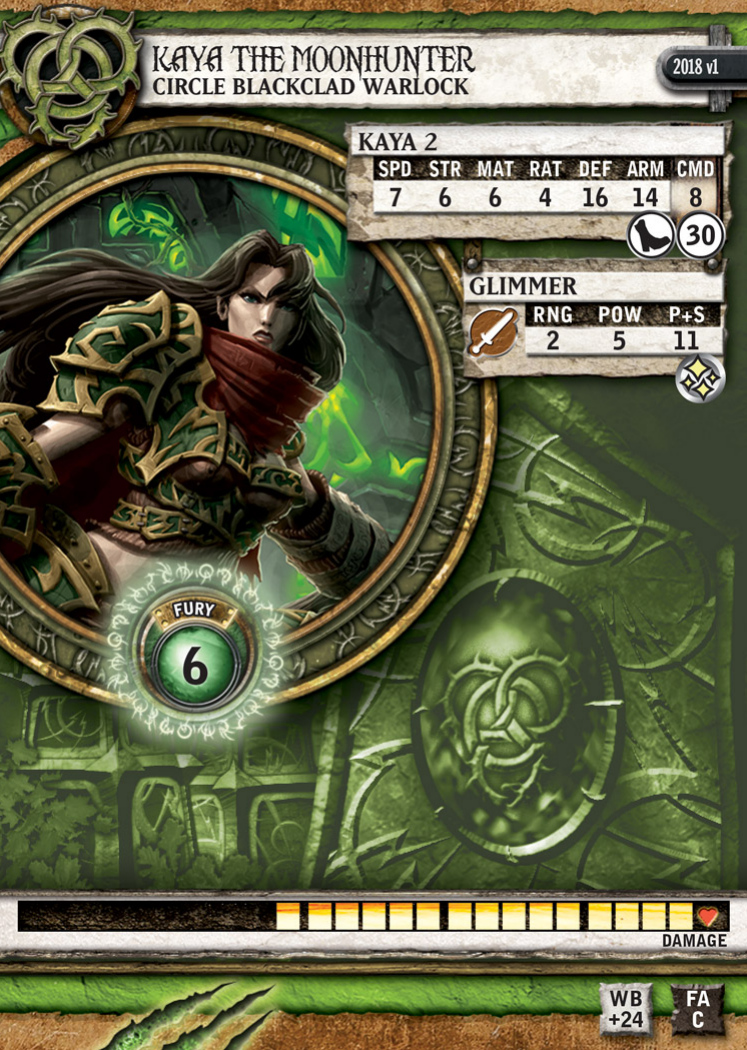 KAYA THE MOONHUNTER
CIRCLE BLACKCLAD WARLOCK
2018 v1
KAYA 2
SPD STR MAT RAT DEF ARM CMD
7 6 6 4 16 14 8
30
GLIMMER
RNG POW P+S
2 5 11
FURY
6
DAMAGE
WB FA
+24 C